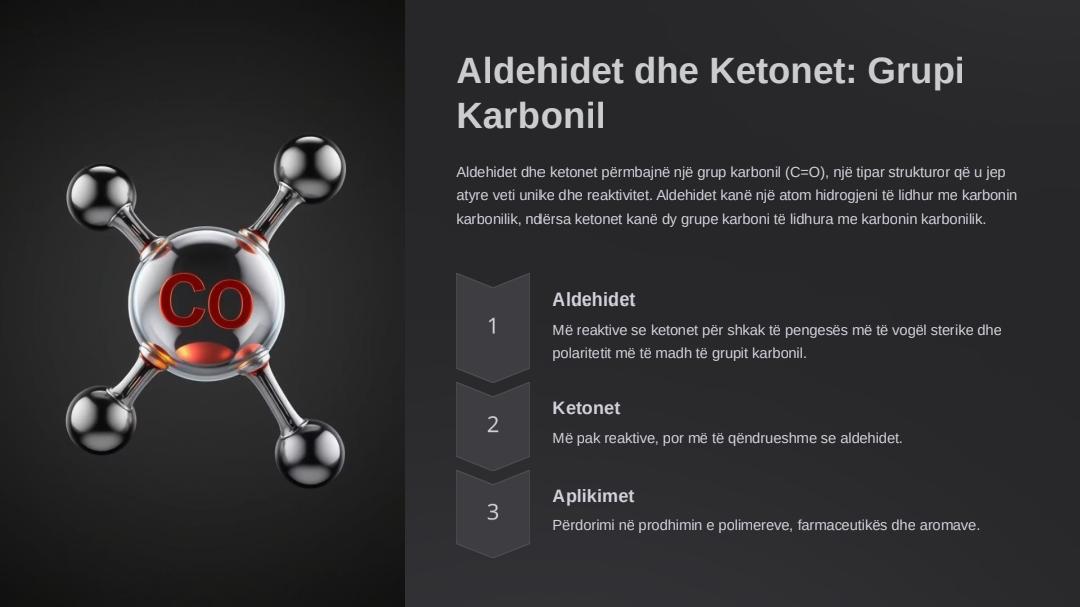 Aldehidet dhe Ketonet: Grupi
Karbonil
Aldehidet dhe ketonet përmbajnë një grup karbonil (C=O), një tipar strukturor që u jep
atyre veti unike dhe reaktivitet. Aldehidet kanë një atom hidrogjeni të lidhur me karbonin
karbonilik, ndërsa ketonet kanë dy grupe karboni të lidhura me karbonin karbonilik.
CO
1
Aldehidet
Më reaktive se ketonet për shkak të pengesës më të vogël sterike dhe
polaritetit më të madh të grupit karbonil.
2
Ketonet
Më pak reaktive, por më të qëndrueshme se aldehidet.
3
Aplikimet
Përdorimi në prodhimin e polimereve, farmaceutikës dhe aromave.